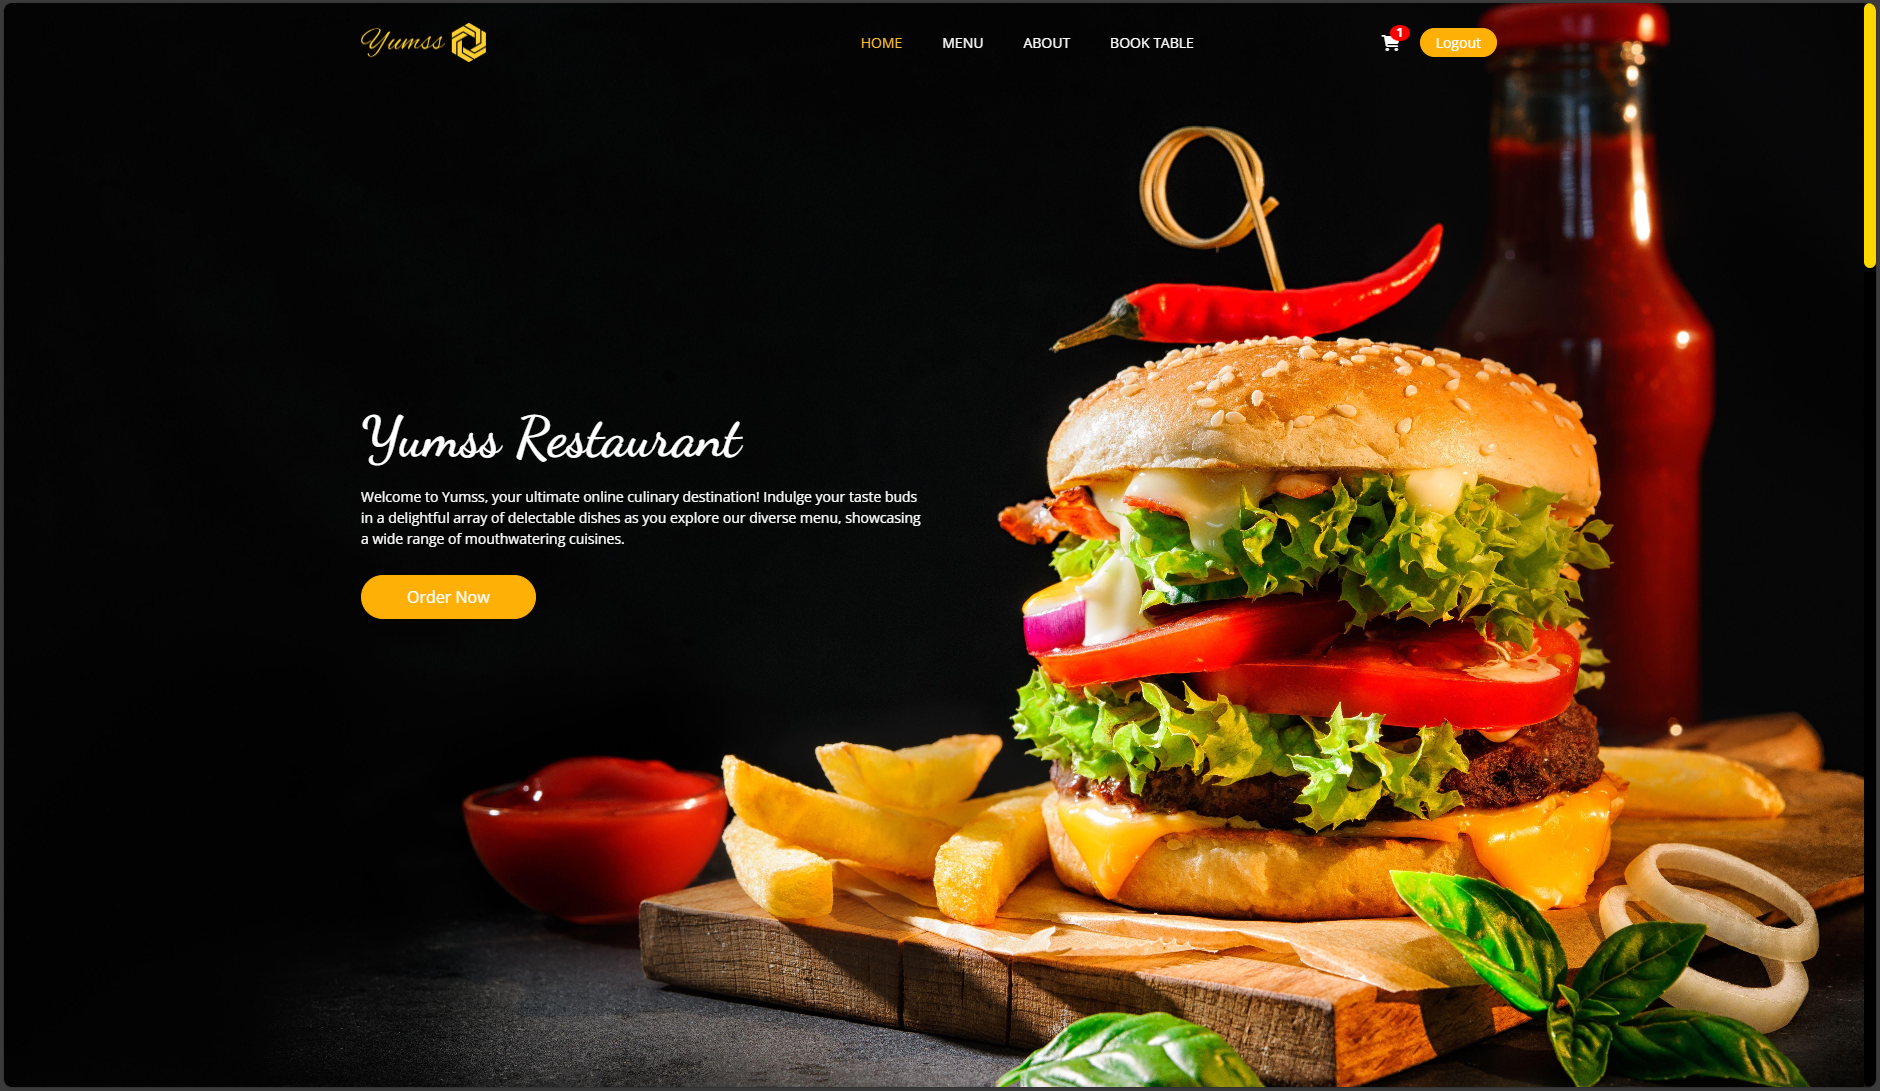 Yumss
HOME MENU ABOUT BOOK TABLE
1
Logout
Yumss Restaurant
Welcome to Yumss, your ultimate online culinary destination! Indulge your taste buds
in a delightful array of delectable dishes as you explore our diverse menu, showcasing
a wide range of mouthwatering cuisines.
Order Now